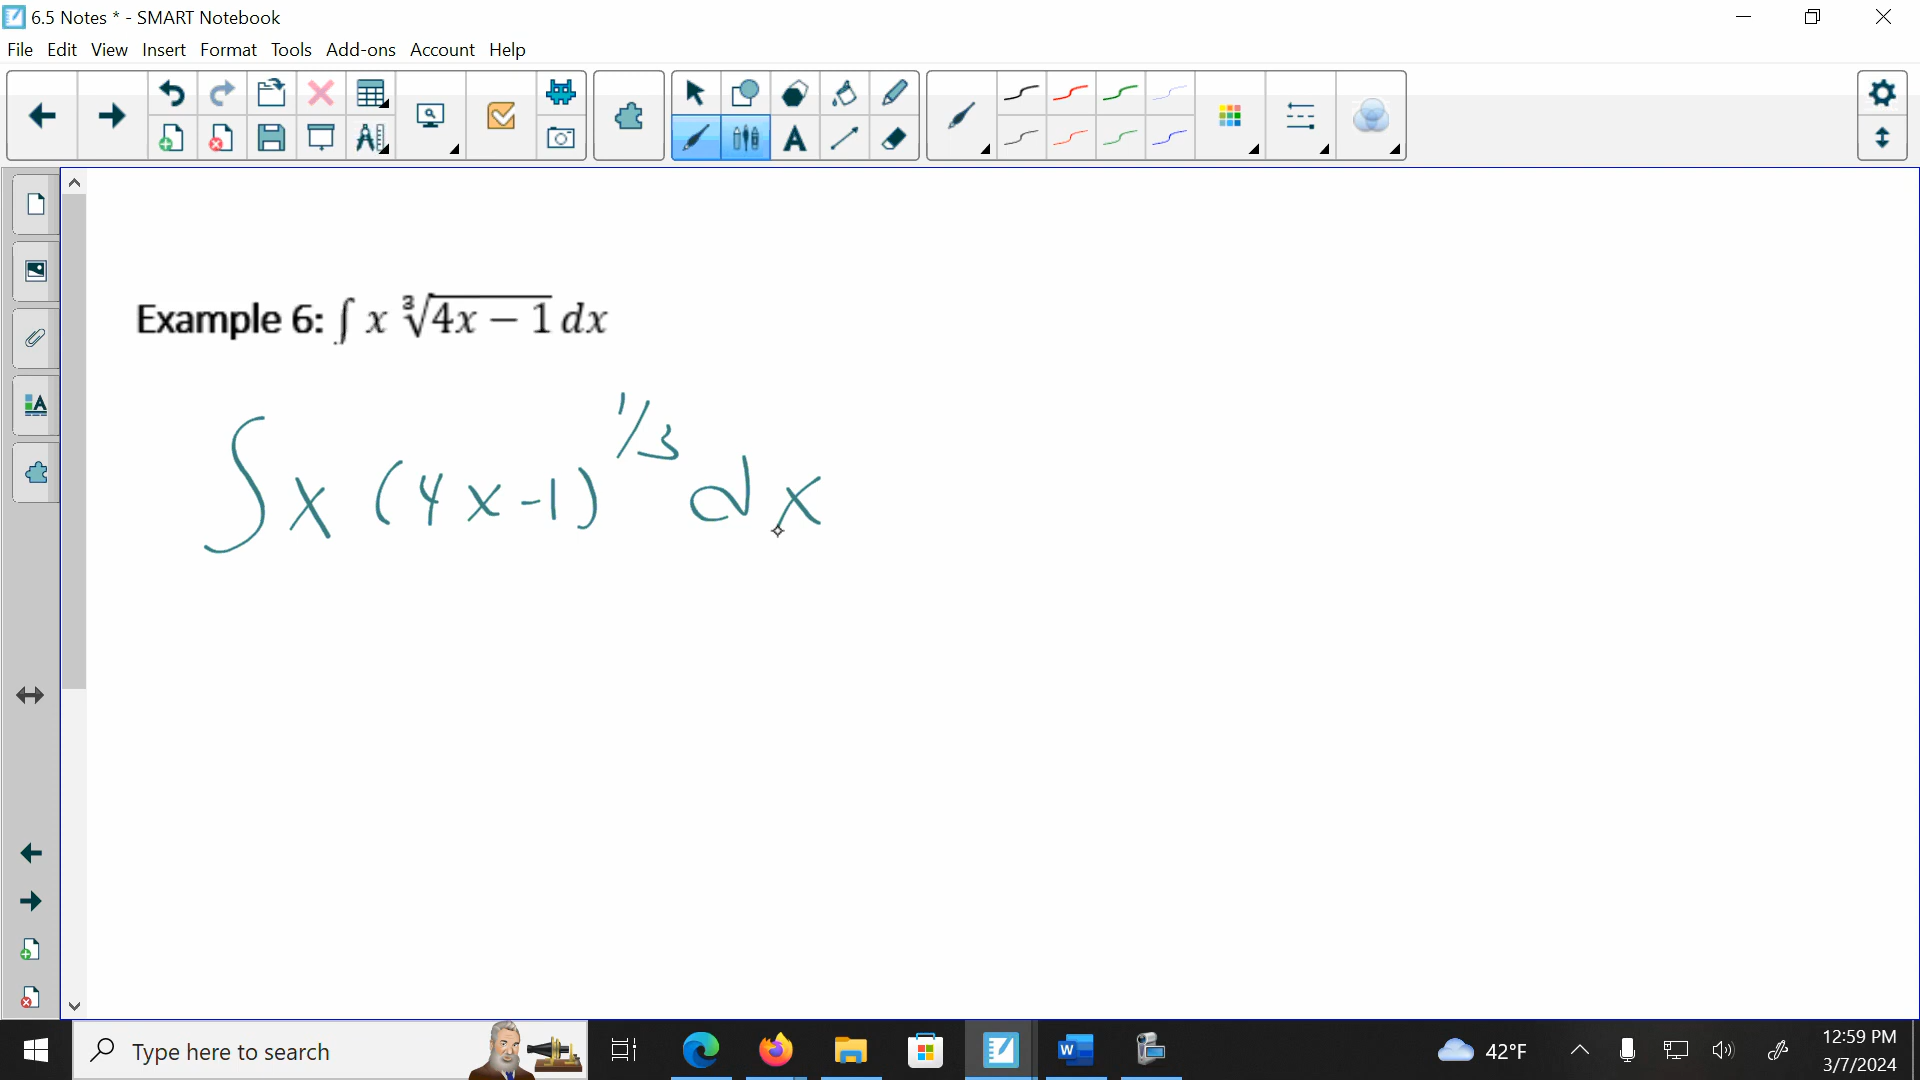 6.5 Notes * - SMART Notebook
File Edit View Insert Format Tools Add-ons Account Help
Example 6: ∫ x ∛(4x − 1) dx
∫ x (4x-1)^(1/3) dx
Type here to search
42°F
12:59 PM
3/7/2024